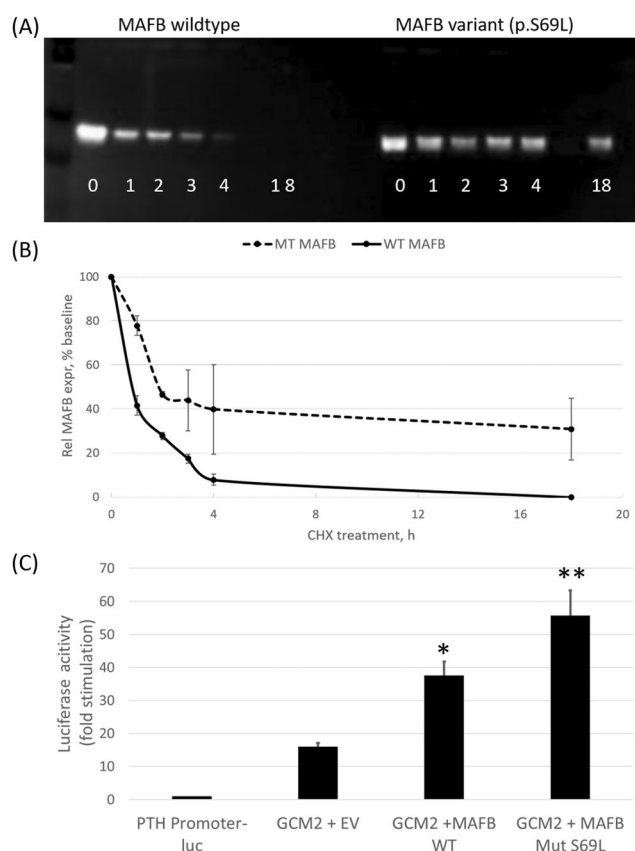 (A) MAFB wildtype MAFB variant (p.S69L)
0 1 2 3 4 18 0 1 2 3 4 18
(B) MT MAFB WT MAFB
100
80
60
40
20
0
Rel MAFB expr, % baseline
0 4 8 12 16 20
CHX treatment, h
(C)
70
60
50
40
30
20
10
0
Luciferase acitivity
(fold stimulation)
* **
PTH Promoter-
luc
GCM2 + EV
GCM2 +MAFB
WT
GCM2 + MAFB
Mut S69L